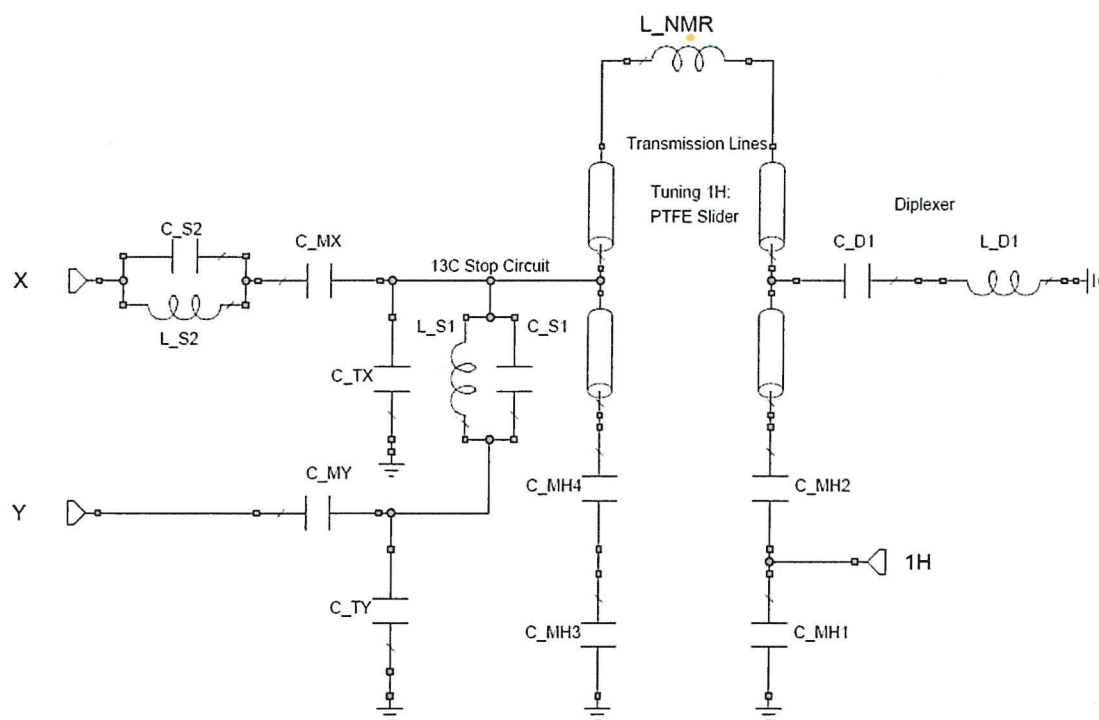 L_NMR
Transmission Lines
Tuning 1H:
PTFE Slider
Diplexer
C_S2
C_MX
C_D1
L_D1
X
13C Stop Circuit
L_S2
L_S1
C_S1
C_TX
C_MY
C_MH4
C_MH2
Y
1H
C_TY
C_MH3
C_MH1